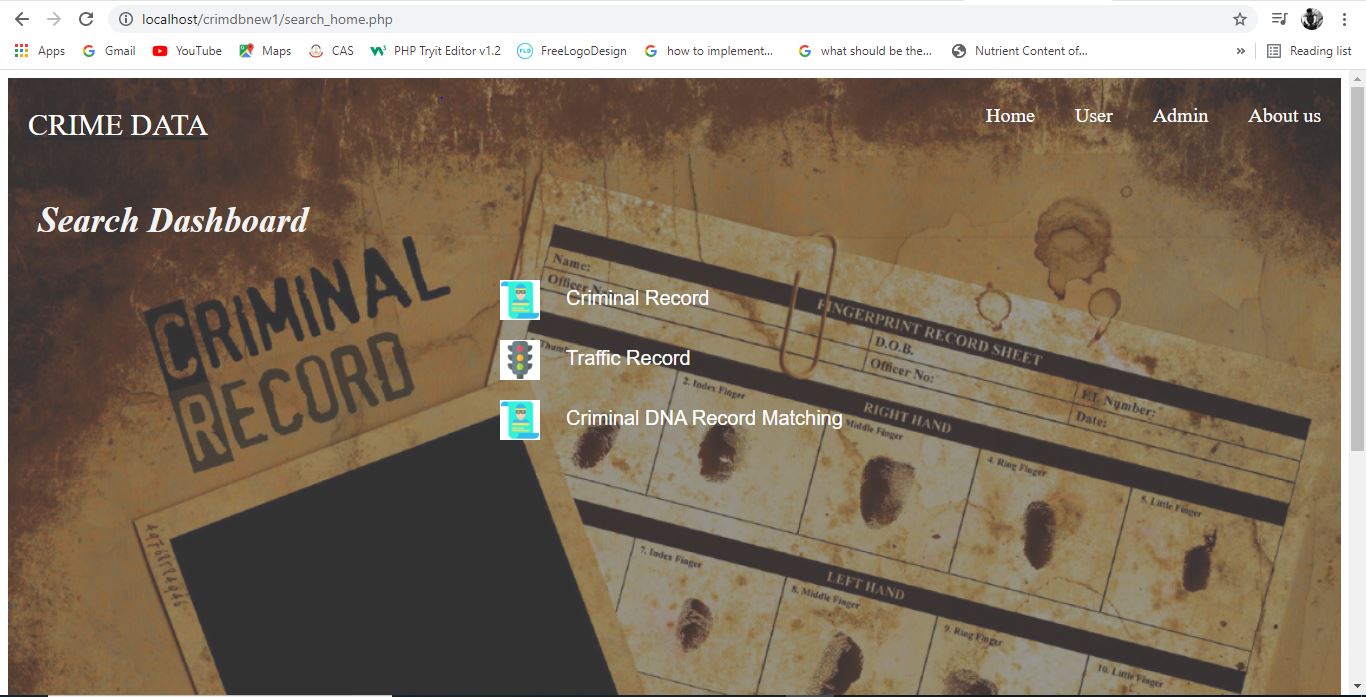 localhost/crimdbnew1/search_home.php
Apps Gmail YouTube Maps CAS PHP Tryit Editor v1.2 FreeLogoDesign how to implement... what should be the... Nutrient Content of... » Reading list
CRIME DATA
Home User Admin About us
Search Dashboard
CRIMINAL
RECORD
Criminal Record
Traffic Record
Criminal DNA Record Matching
Name:
Officer No:
FINGERPRINT RECORD SHEET
D.O.B.
Officer No:
F.I. Number:
Date:
RIGHT HAND
Thumb
2. Index Finger
Middle Finger
4. Ring Finger
5. Little Finger
LEFT HAND
7. Index Finger
8. Middle Finger
9. Ring Finger
10. Little Finger